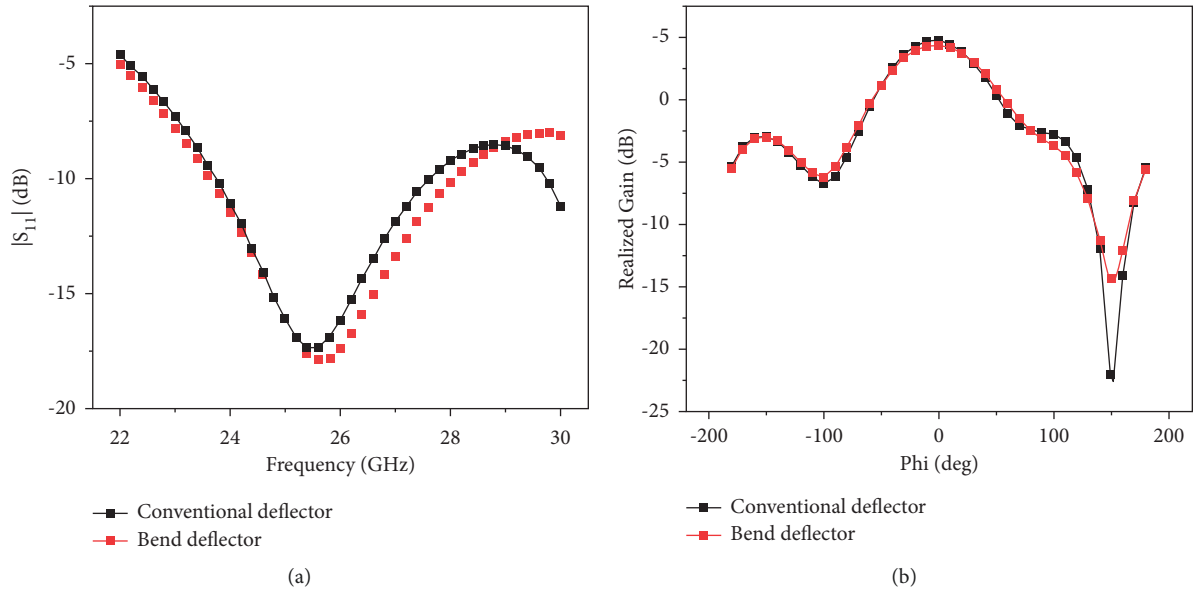 -5
-10
-15
-20
|S11| (dB)
22
24
26
28
30
Frequency (GHz)
Conventional deflector
Bend deflector
(a)
-5
0
-5
-10
-15
-20
-25
Realized Gain (dB)
-200
-100
0
100
200
Phi (deg)
Conventional deflector
Bend deflector
(b)